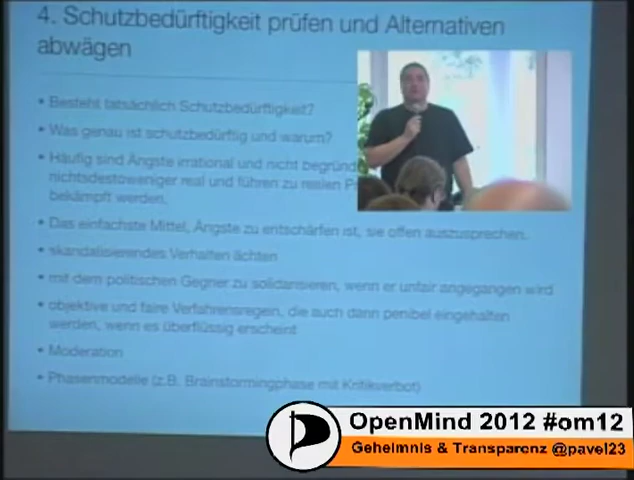 4. Schutzbedürftigkeit prüfen und Alternativen
abwägen
• Besteht tatsächlich Schutzbedürftigkeit?
• Was genau ist schutzbedürftig und warum?
• Häufig sind Ängste irrational und nicht begründ
nichtsdestoweniger real und führen zu realen P
bekämpft werden.
• Das einfachste Mittel, Ängste zu entschärfen ist, sie offen auszusprechen.
• skandalisierendes Verhalten ächten
• mit dem politischen Gegner zu solidarisieren, wenn er unfair angegangen wird
• objektive und faire Verfahrensregeln, die auch dann penibel eingehalten
werden, wenn es überflüssig erscheint
• Moderation
• Phasenmodelle (z.B. Brainstormingphase mit Kritikverbot)
OpenMind 2012 #om12
Geheimnis & Transparenz @pavel23